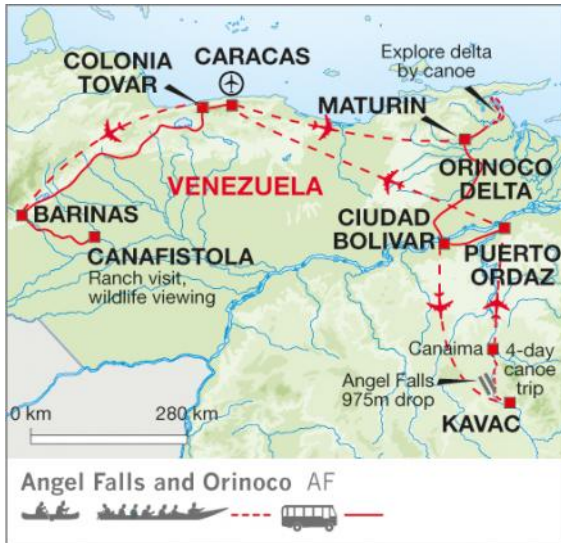 Explore delta
by canoe
COLONIA
TOVAR
CARACAS
MATURIN
ORINOCO
DELTA
VENEZUELA
BARINAS
CANAFISTOLA
Ranch visit,
wildlife viewing
CIUDAD
BOLIVAR
PUERTO
ORDAZ
Canaima
4-day
canoe
trip
Angel Falls
975m drop
KAVAC
0 km 280 km
Angel Falls and Orinoco AF